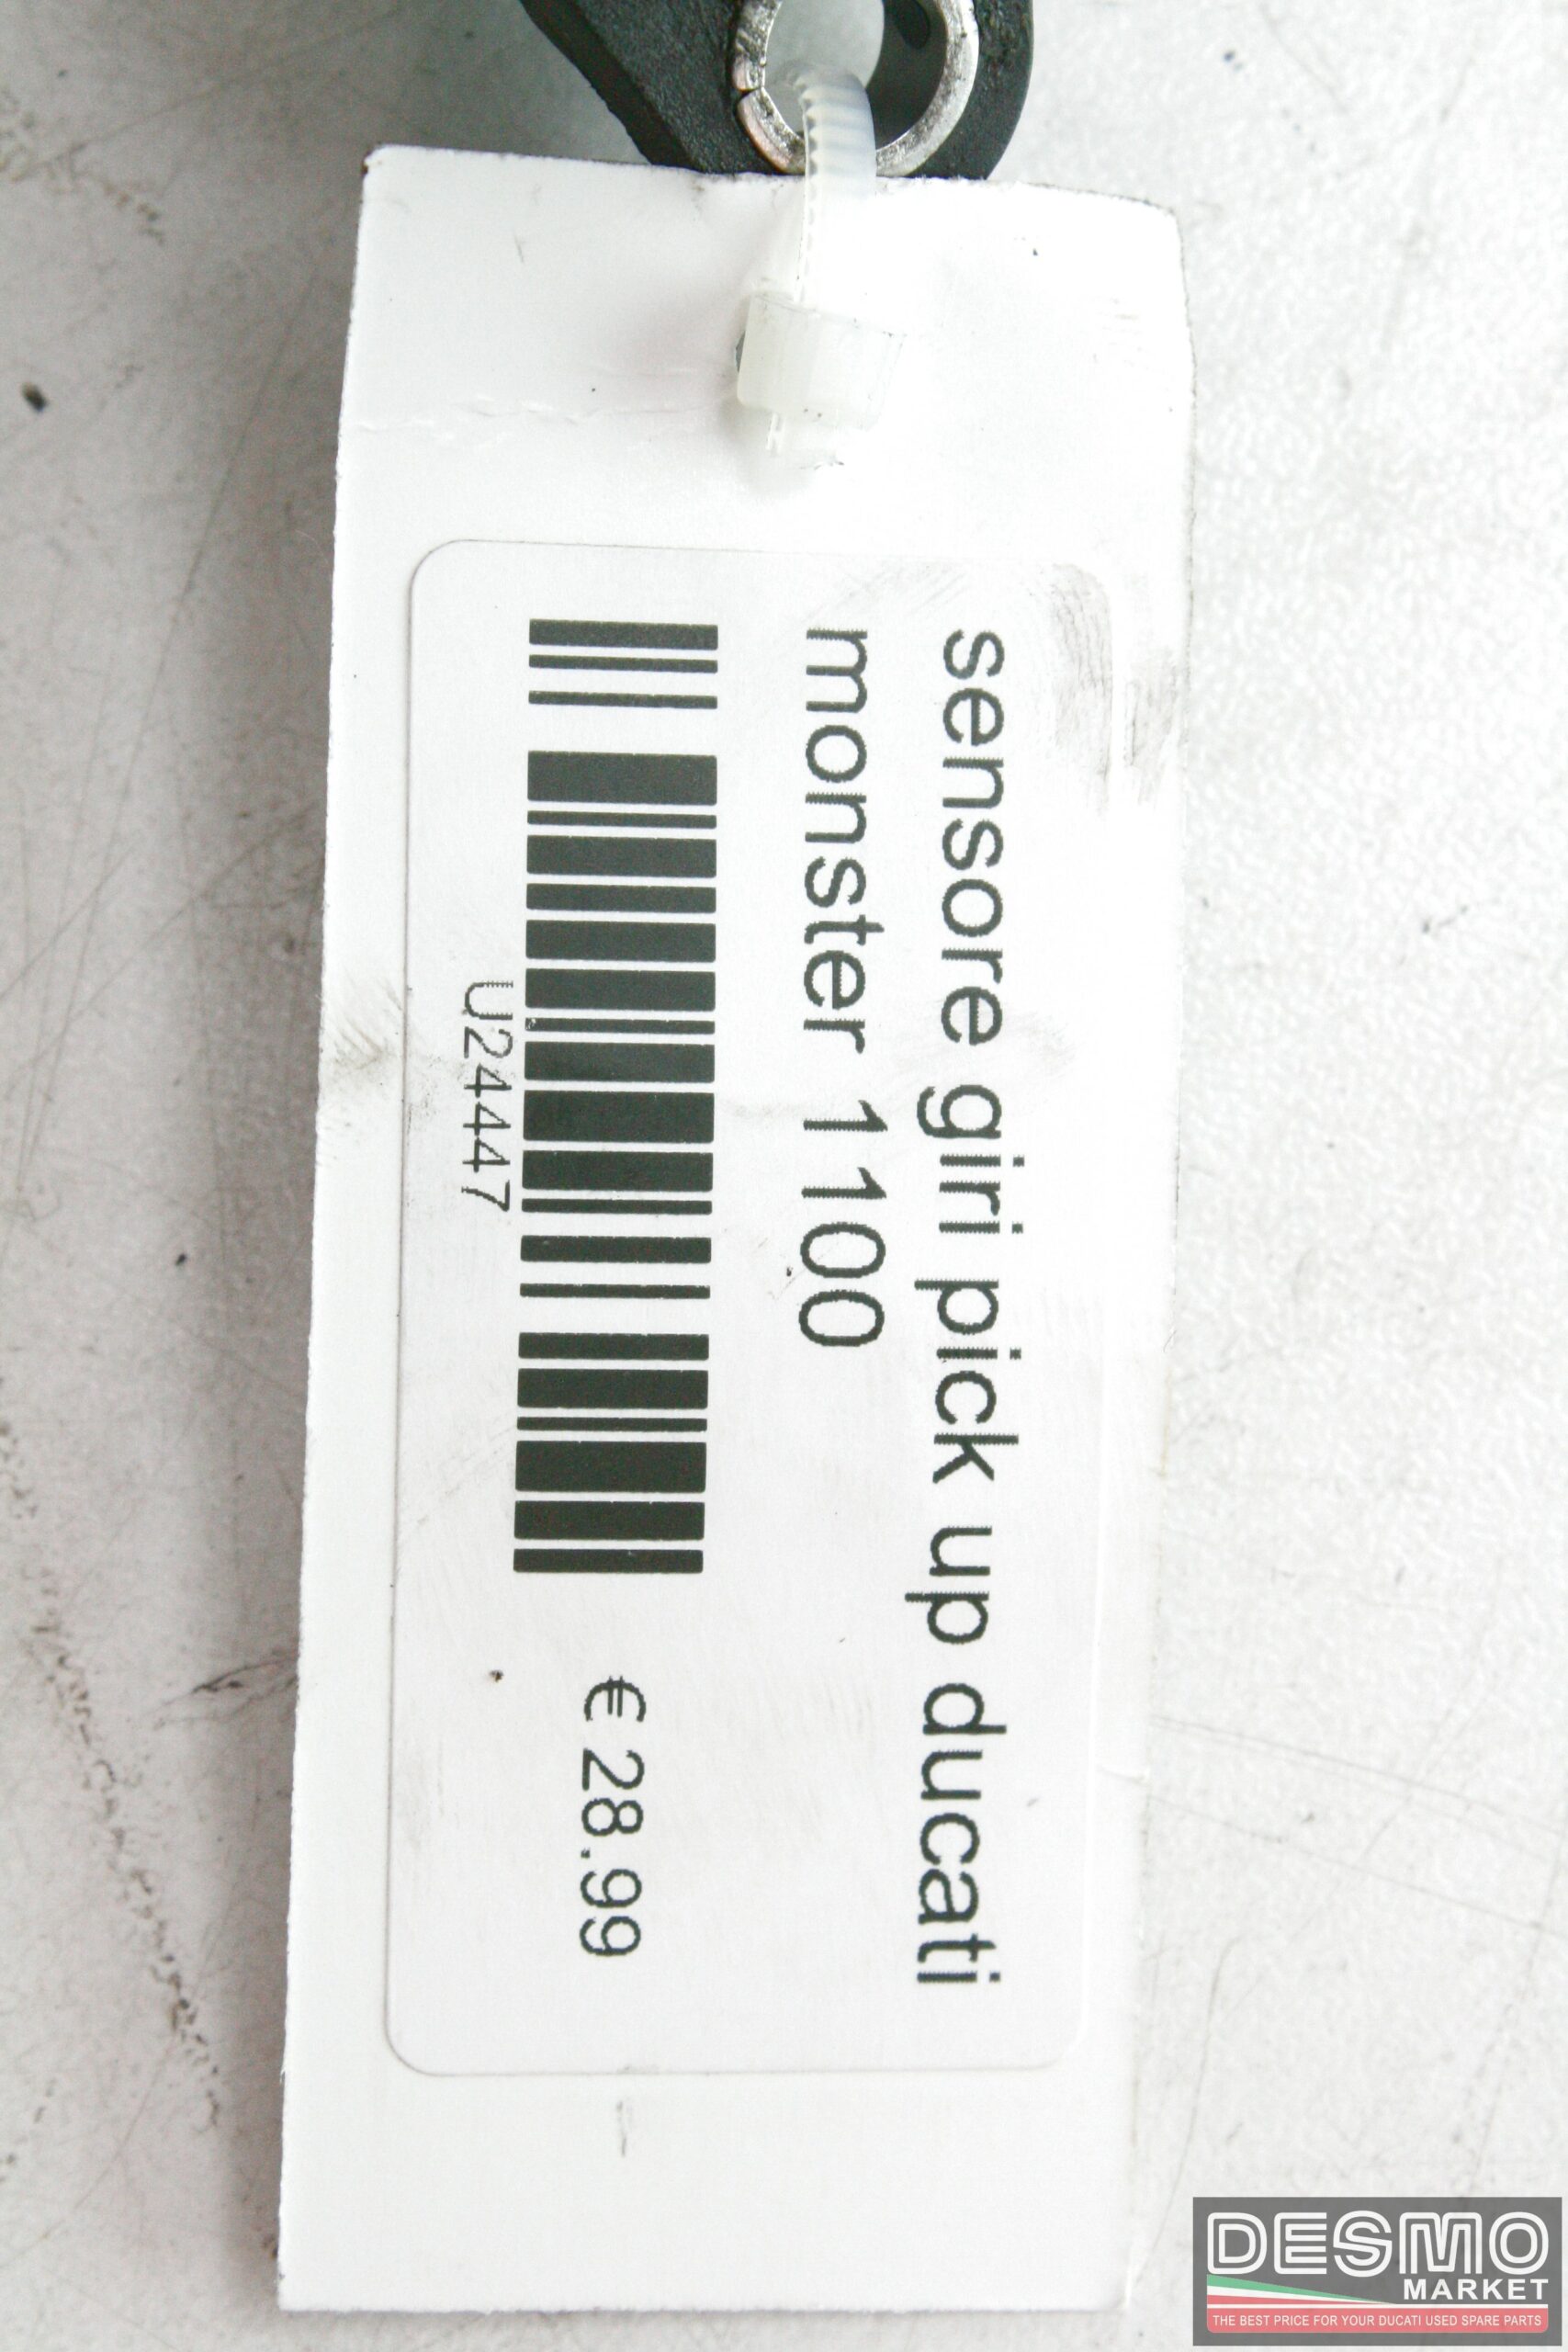 sensore giri pick up ducati
monster 1100
U24447
€ 28.99
DESMO
MARKET
THE BEST PRICE FOR YOUR DUCATI USED SPARE PARTS